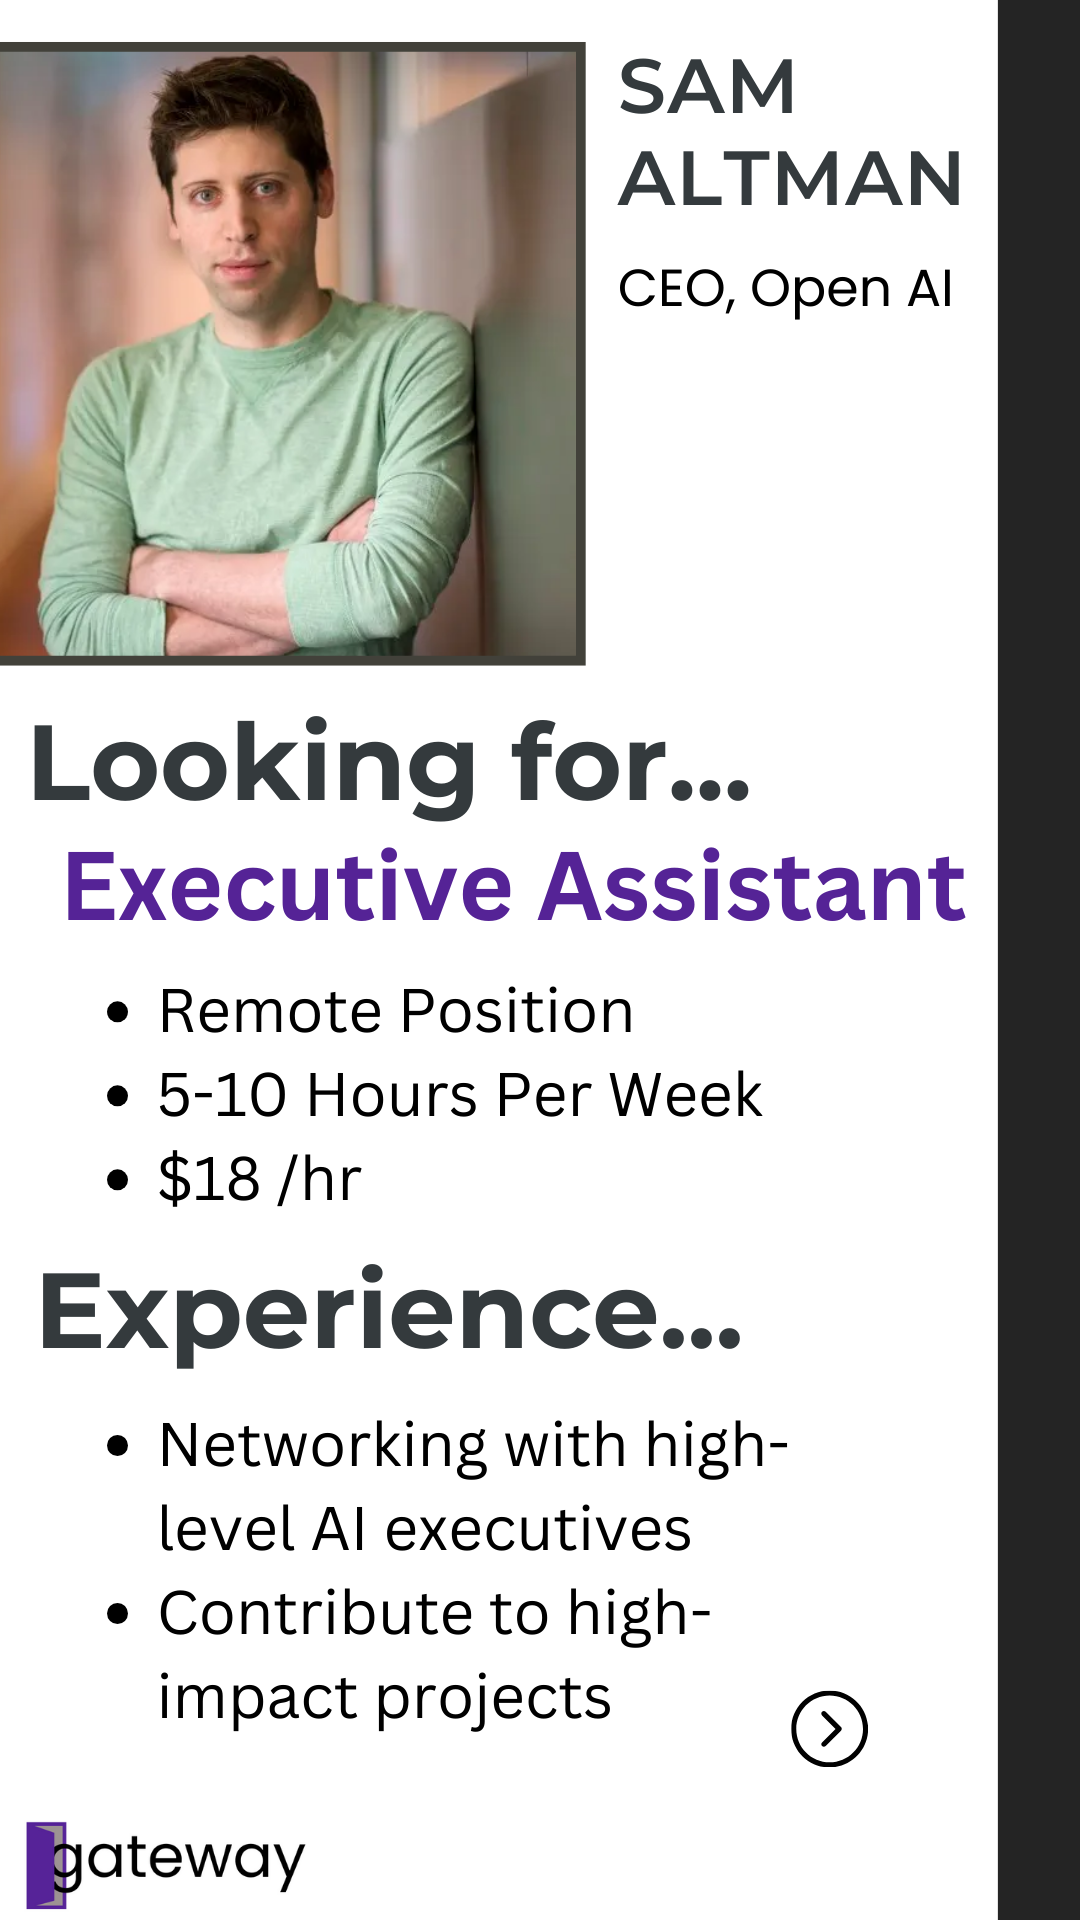 SAM
ALTMAN
CEO, Open AI
Looking for...
Executive Assistant
• Remote Position
• 5-10 Hours Per Week
• $18 /hr
Experience...
• Networking with high-
level AI executives
• Contribute to high-
impact projects
gateway